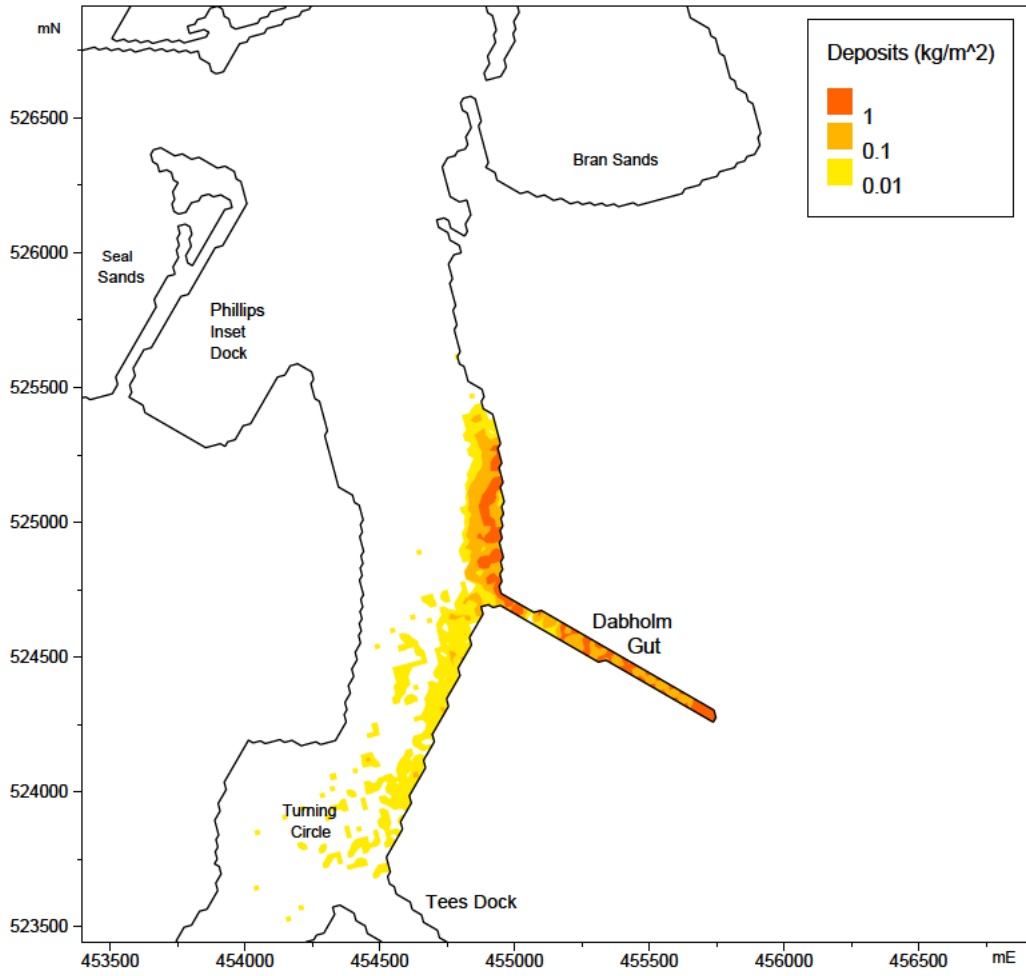 mN
Deposits (kg/m^2)
1
0.1
0.01
526500
Bran Sands
526000
Seal
Sands
Phillips
Inset
Dock
525500
525000
Dabholm
Gut
524500
524000
Turning
Circle
Tees Dock
523500
453500 454000 454500 455000 455500 456000 456500 mE